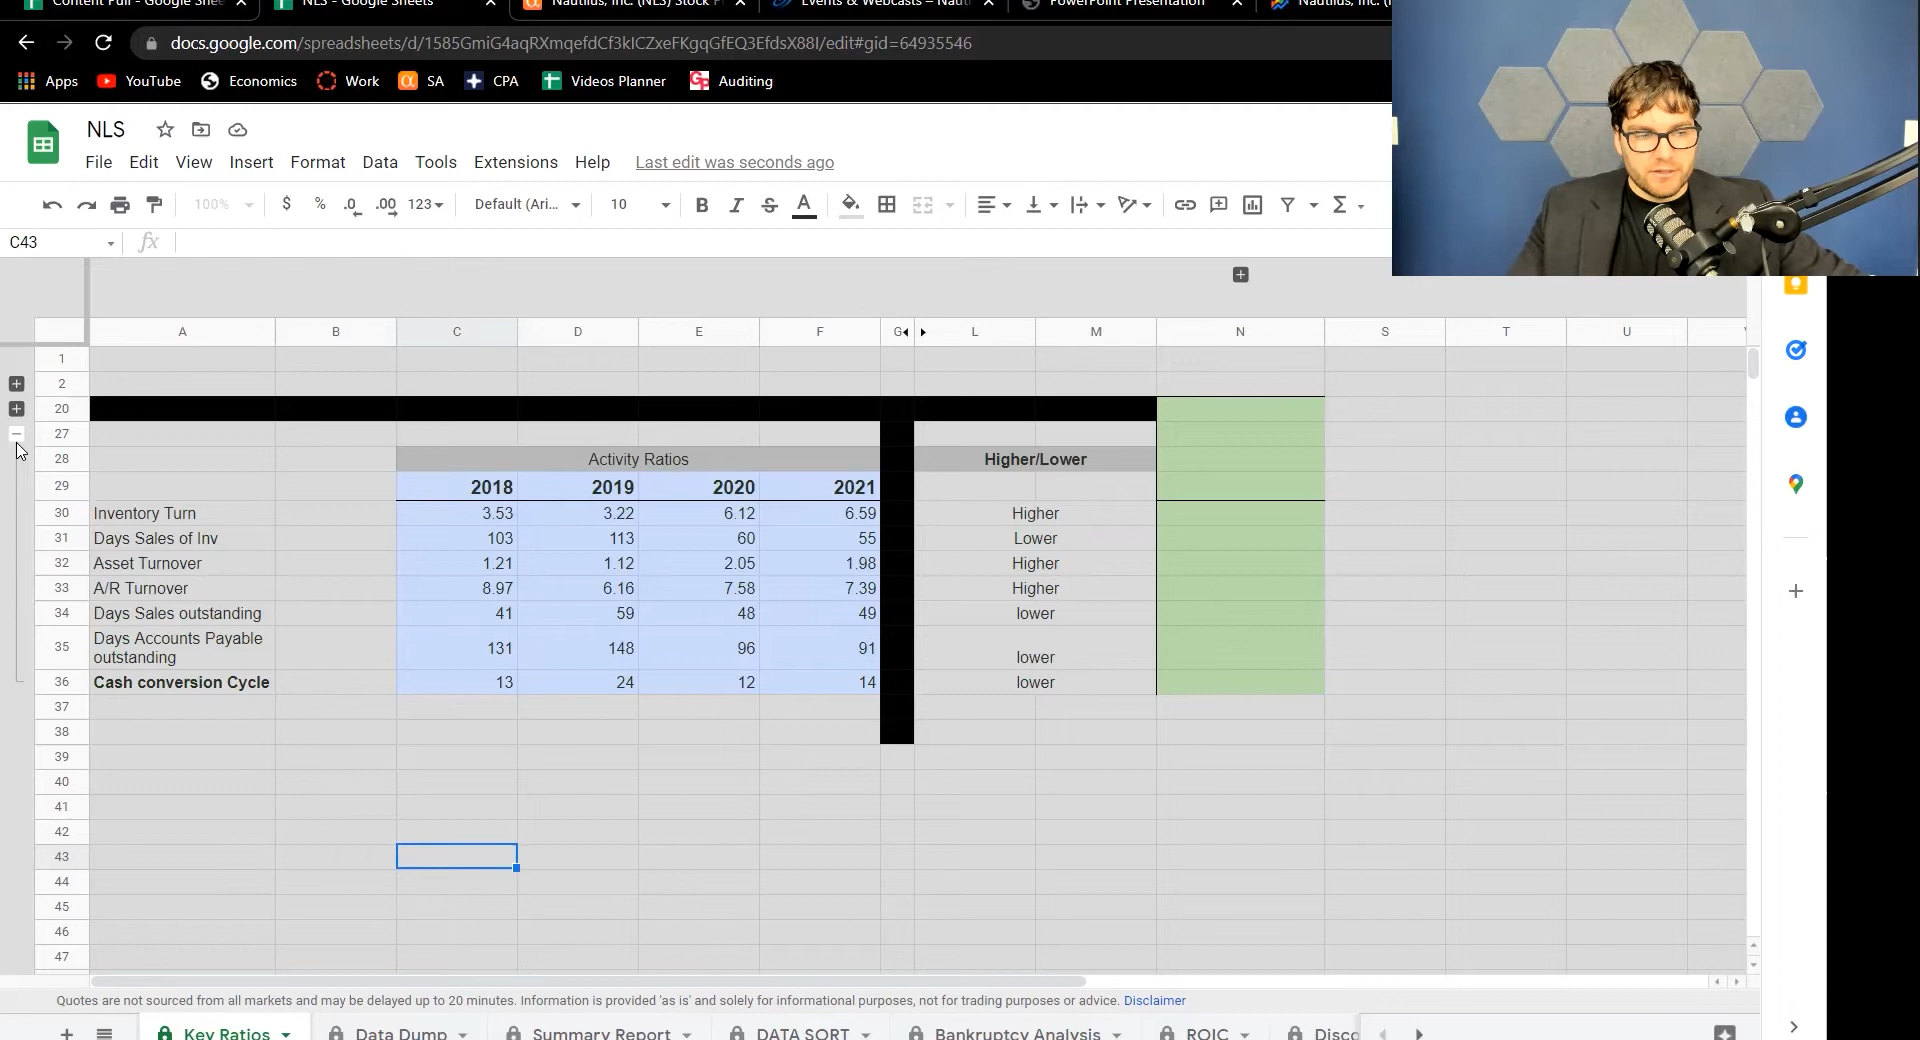 Content Pull - Google Shee
NLS - Google Sheets
Nautilus, Inc. (NLS) Stock P
Events & Webcasts – Nauti
PowerPoint Presentation
Nautilus, Inc. (
docs.google.com/spreadsheets/d/1585GmiG4aqRXmqefdCf3kICZxeFKgqGfEQ3EfdsX88I/edit#gid=64935546
Apps YouTube Economics Work SA CPA Videos Planner Auditing
NLS
File Edit View Insert Format Data Tools Extensions Help Last edit was seconds ago
100% $ % .0 .00 123 Default (Ari... 10 B I S A Σ
C43 fx
A B C D E F G L M N S T U
1
2
20
27
28 Activity Ratios Higher/Lower
29 2018 2019 2020 2021
30 Inventory Turn 3.53 3.22 6.12 6.59 Higher
31 Days Sales of Inv 103 113 60 55 Lower
32 Asset Turnover 1.21 1.12 2.05 1.98 Higher
33 A/R Turnover 8.97 6.16 7.58 7.39 Higher
34 Days Sales outstanding 41 59 48 49 lower
35 Days Accounts Payable outstanding 131 148 96 91 lower
36 Cash conversion Cycle 13 24 12 14 lower
37
38
39
40
41
42
43
44
45
46
47
Quotes are not sourced from all markets and may be delayed up to 20 minutes. Information is provided 'as is' and solely for informational purposes, not for trading purposes or advice. Disclaimer
Key Ratios Data Dump Summary Report DATA SORT Bankruptcy Analysis ROIC Disco